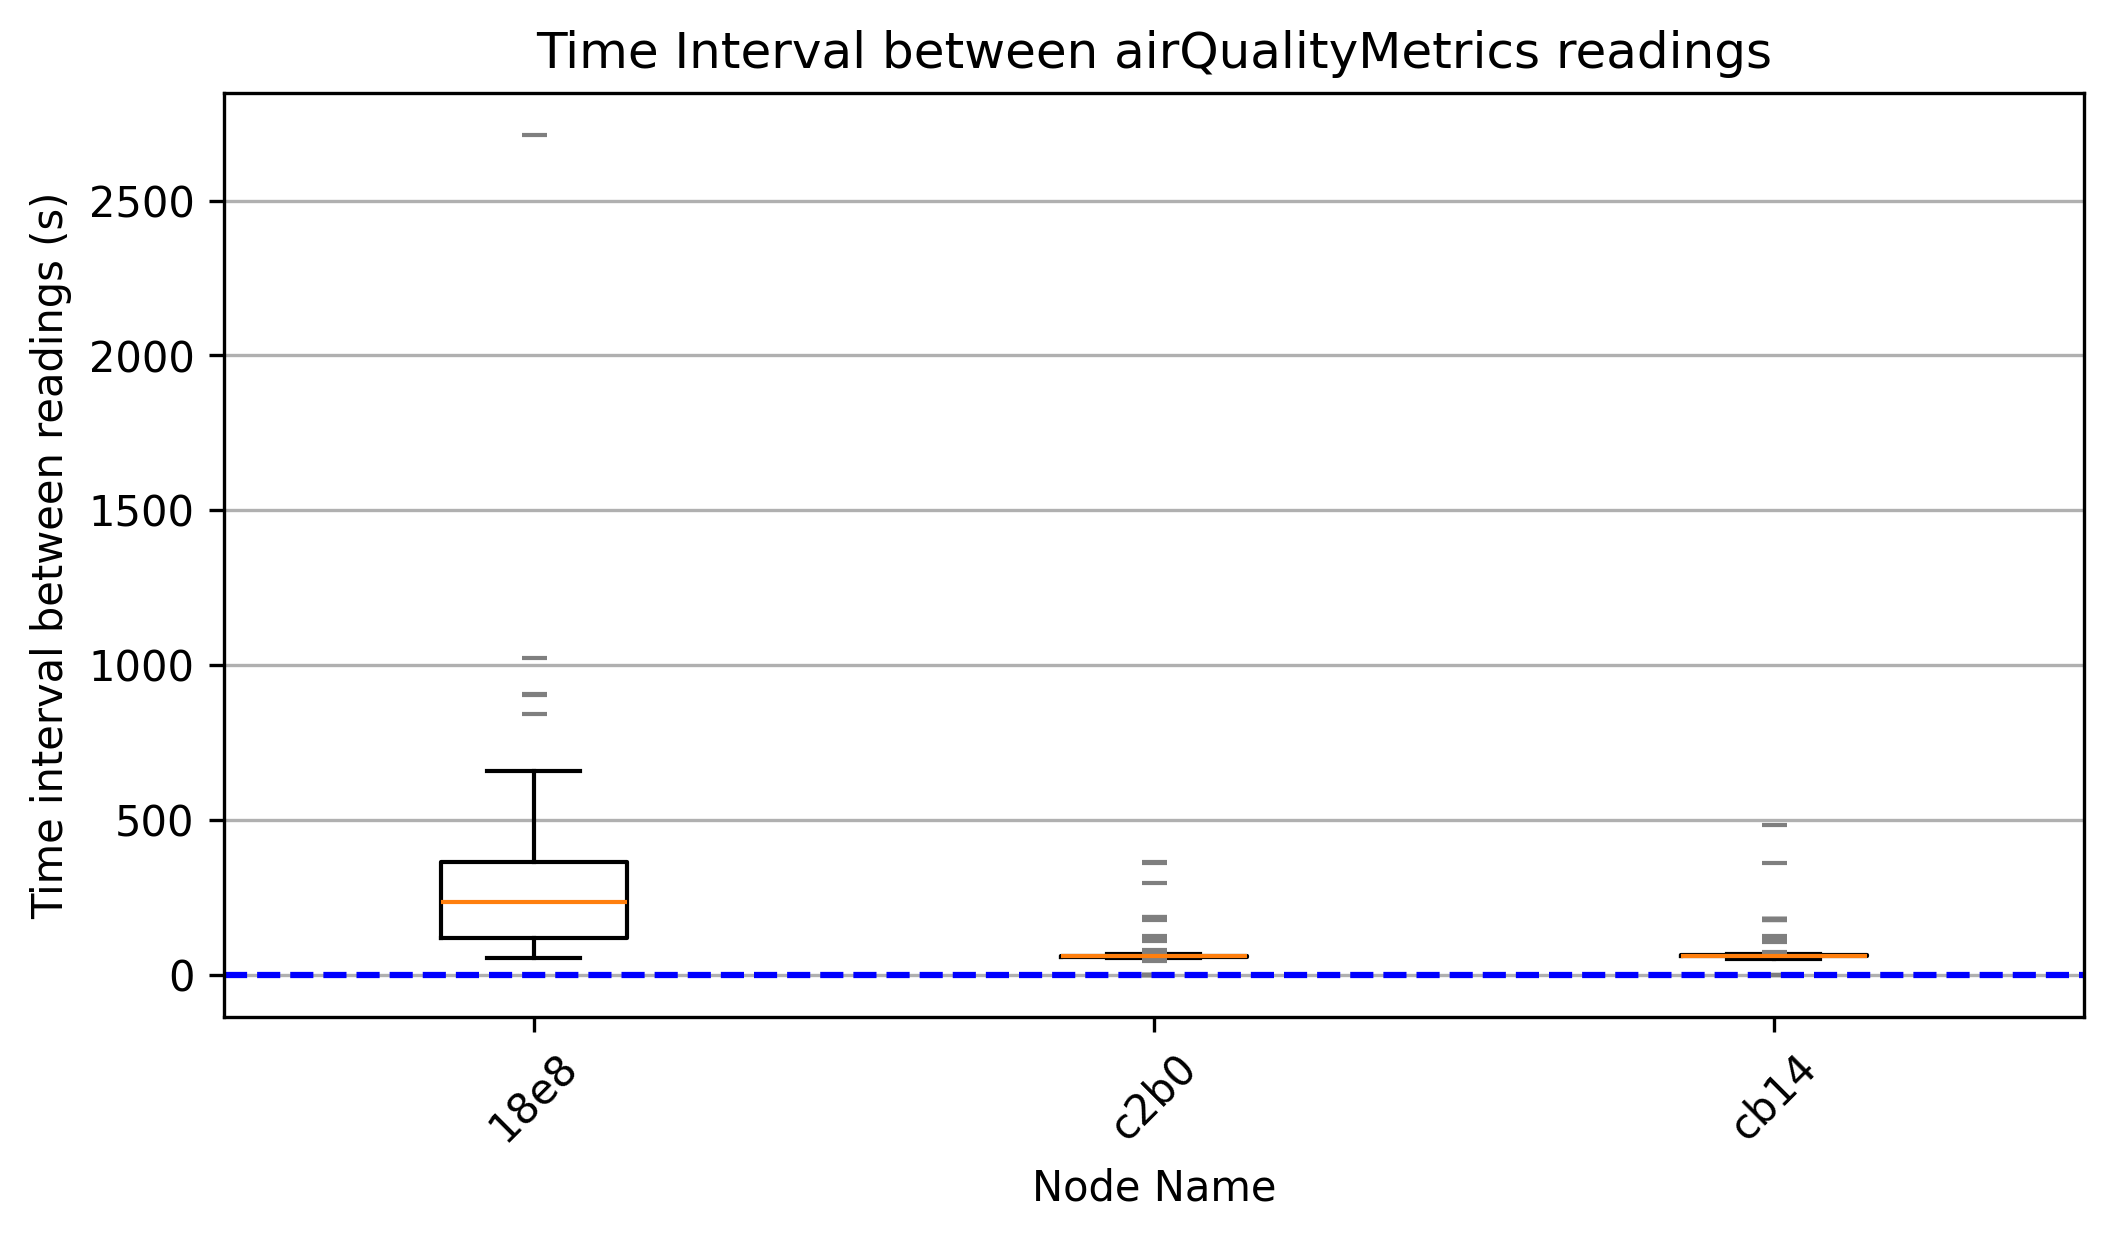 Time Interval between airQualityMetrics readings
Time interval between readings (s)
2500
2000
1500
1000
500
0
18e8
c2b0
cb14
Node Name